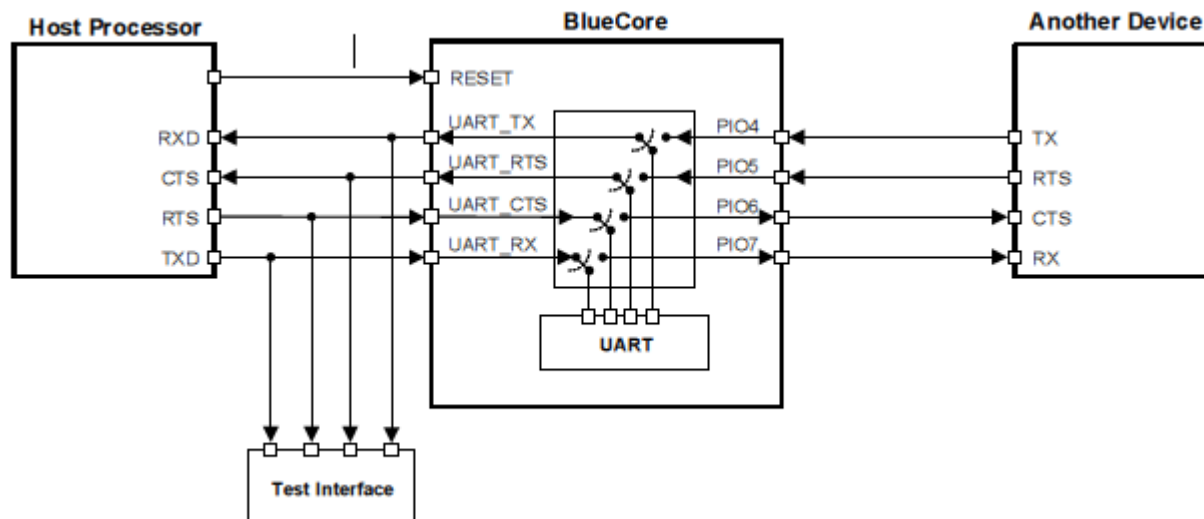 Host Processor
BlueCore
Another Device
RESET
RXD
UART_TX
PIO4
TX
CTS
UART_RTS
PIO5
RTS
RTS
UART_CTS
PIO6
CTS
TXD
UART_RX
PIO7
RX
UART
Test Interface